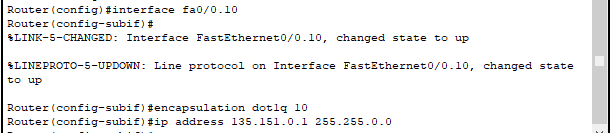 Router(config)#interface fa0/0.10
Router(config-subif)#
%LINK-5-CHANGED: Interface FastEthernet0/0.10, changed state to up
%LINEPROTO-5-UPDOWN: Line protocol on Interface FastEthernet0/0.10, changed state
to up
Router(config-subif)#encapsulation dot1q 10
Router(config-subif)#ip address 135.151.0.1 255.255.0.0